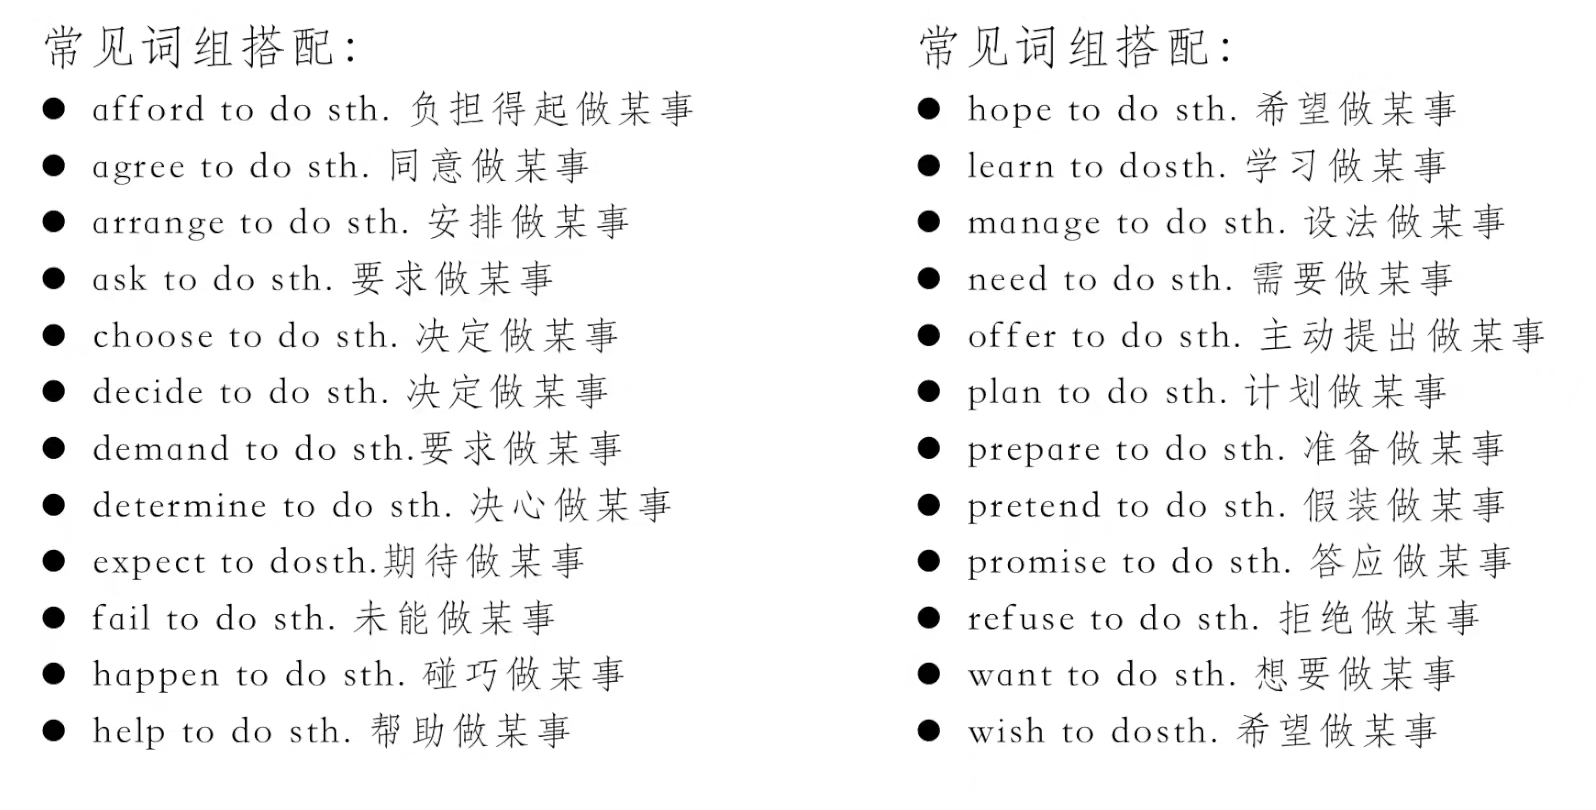 常见词组搭配：
● afford to do sth. 负担得起做某事
● agree to do sth. 同意做某事
● arrange to do sth. 安排做某事
● ask to do sth. 要求做某事
● choose to do sth. 决定做某事
● decide to do sth. 决定做某事
● demand to do sth.要求做某事
● determine to do sth. 决心做某事
● expect to dosth.期待做某事
● fail to do sth. 未能做某事
● happen to do sth. 碰巧做某事
● help to do sth. 帮助做某事
常见词组搭配：
● hope to do sth. 希望做某事
● learn to dosth. 学习做某事
● manage to do sth. 设法做某事
● need to do sth. 需要做某事
● offer to do sth. 主动提出做某事
● plan to do sth. 计划做某事
● prepare to do sth. 准备做某事
● pretend to do sth. 假装做某事
● promise to do sth. 答应做某事
● refuse to do sth. 拒绝做某事
● want to do sth. 想要做某事
● wish to dosth. 希望做某事